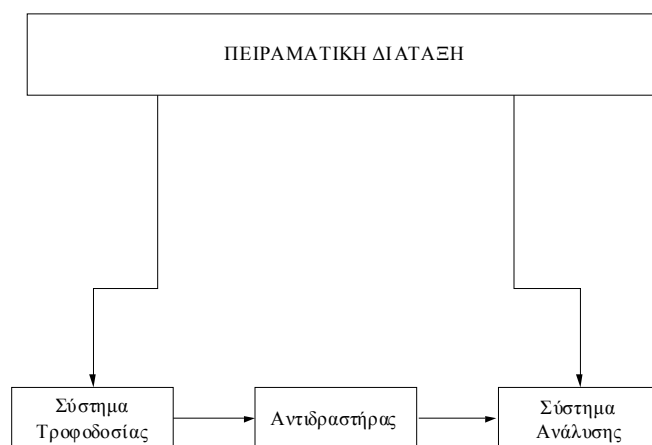 ΠΕΙΡΑΜΑΤΙΚΗ ΔΙΑΤΑΞΗ
Σύστημα
Τροφοδοσίας
Αντιδραστήρας
Σύστημα
Ανάλυσης